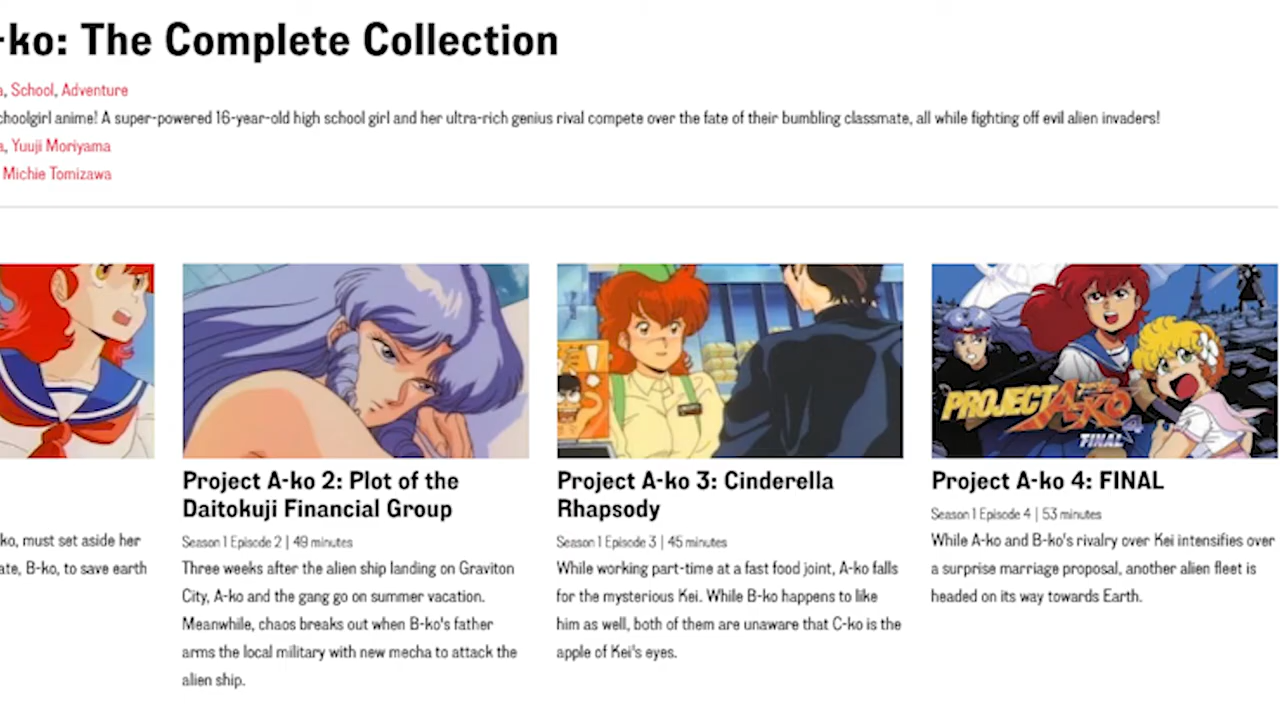 -ko: The Complete Collection
a, School, Adventure
choolgirl anime! A super-powered 16-year-old high school girl and her ultra-rich genius rival compete over the fate of their bumbling classmate, all while fighting off evil alien invaders!
a, Yuuji Moriyama
Michie Tomizawa
PROJECT A-KO
FINAL
ko, must set aside her
ate, B-ko, to save earth
Project A-ko 2: Plot of the
Daitokuji Financial Group
Season 1 Episode 2 | 49 minutes
Three weeks after the alien ship landing on Graviton
City, A-ko and the gang go on summer vacation.
Meanwhile, chaos breaks out when B-ko's father
arms the local military with new mecha to attack the
alien ship.
Project A-ko 3: Cinderella
Rhapsody
Season 1 Episode 3 | 45 minutes
While working part-time at a fast food joint, A-ko falls
for the mysterious Kei. While B-ko happens to like
him as well, both of them are unaware that C-ko is the
apple of Kei's eyes.
Project A-ko 4: FINAL
Season 1 Episode 4 | 53 minutes
While A-ko and B-ko's rivalry over Kei intensifies over
a surprise marriage proposal, another alien fleet is
headed on its way towards Earth.